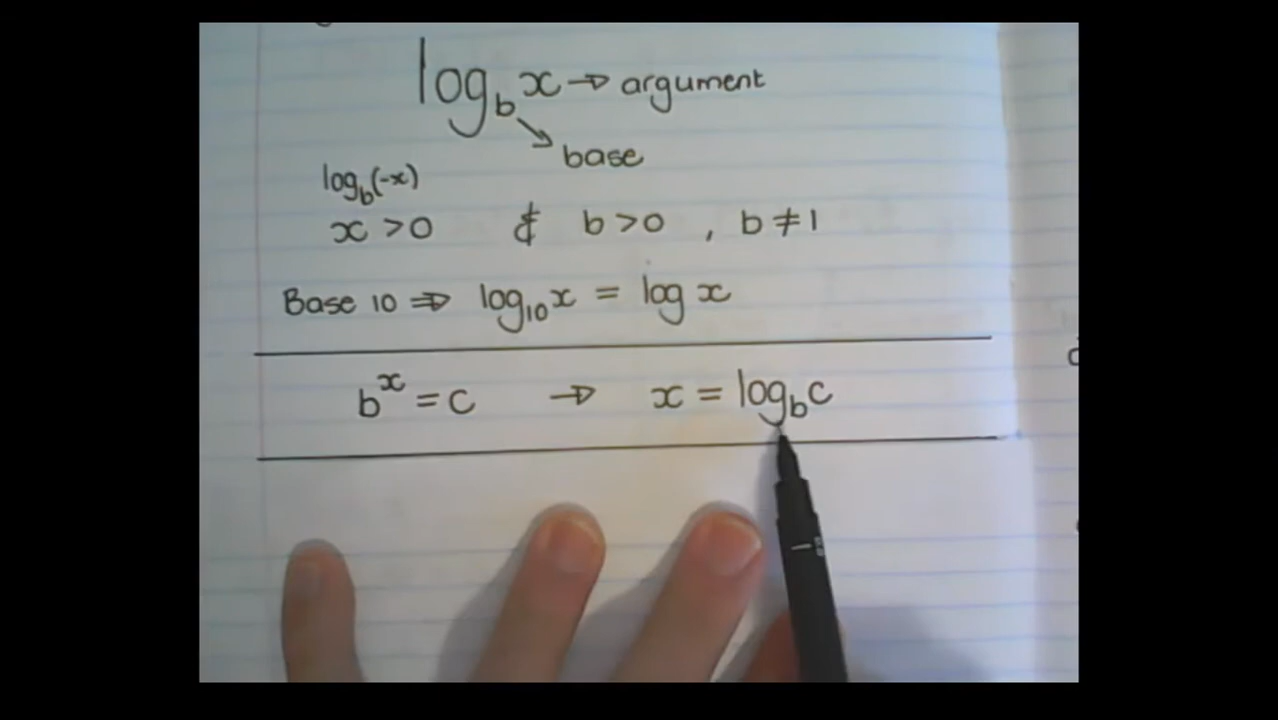 log_b x → argument
base
log_b(-x)
x > 0 & b > 0 , b ≠ 1
Base 10 ⇒ log_10 x = log x
b^x = c → x = log_b c